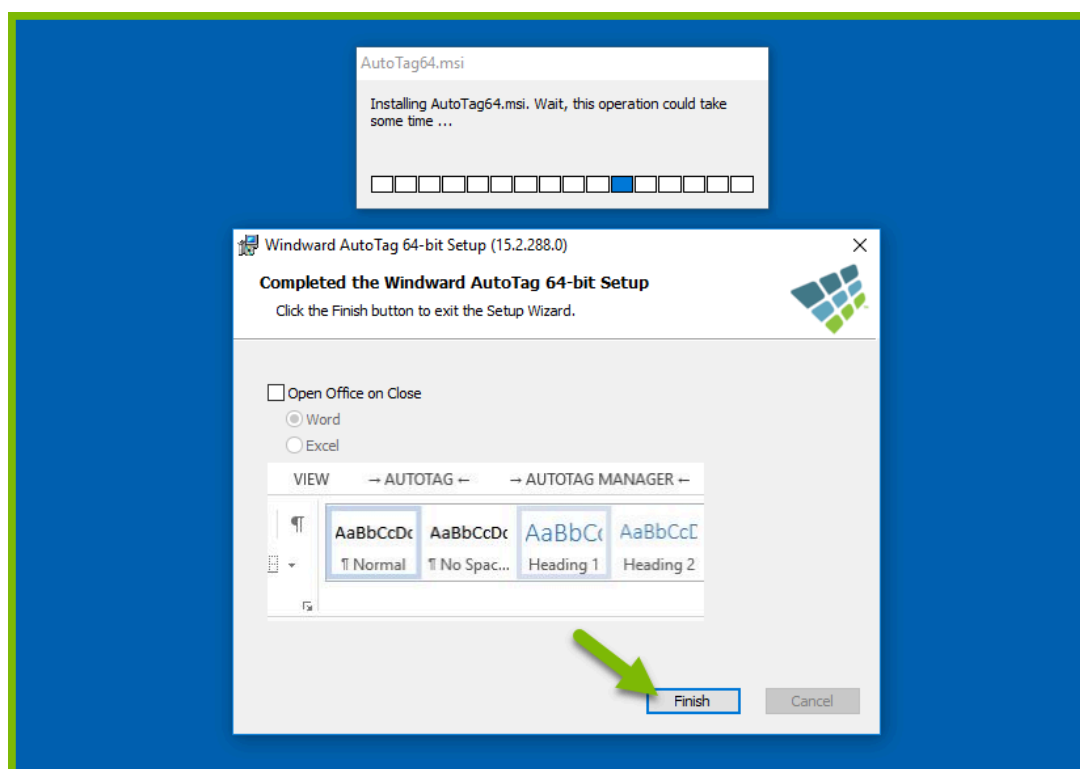 AutoTag64.msi
Installing AutoTag64.msi. Wait, this operation could take
some time ...
Windward AutoTag 64-bit Setup (15.2.288.0)
Completed the Windward AutoTag 64-bit Setup
Click the Finish button to exit the Setup Wizard.
Open Office on Close
Word
Excel
VIEW → AUTOTAG ← → AUTOTAG MANAGER ←
¶ AaBbCcDc AaBbCcDc AaBbC( AaBbCcE
¶ Normal ¶ No Spac... Heading 1 Heading 2
Finish Cancel